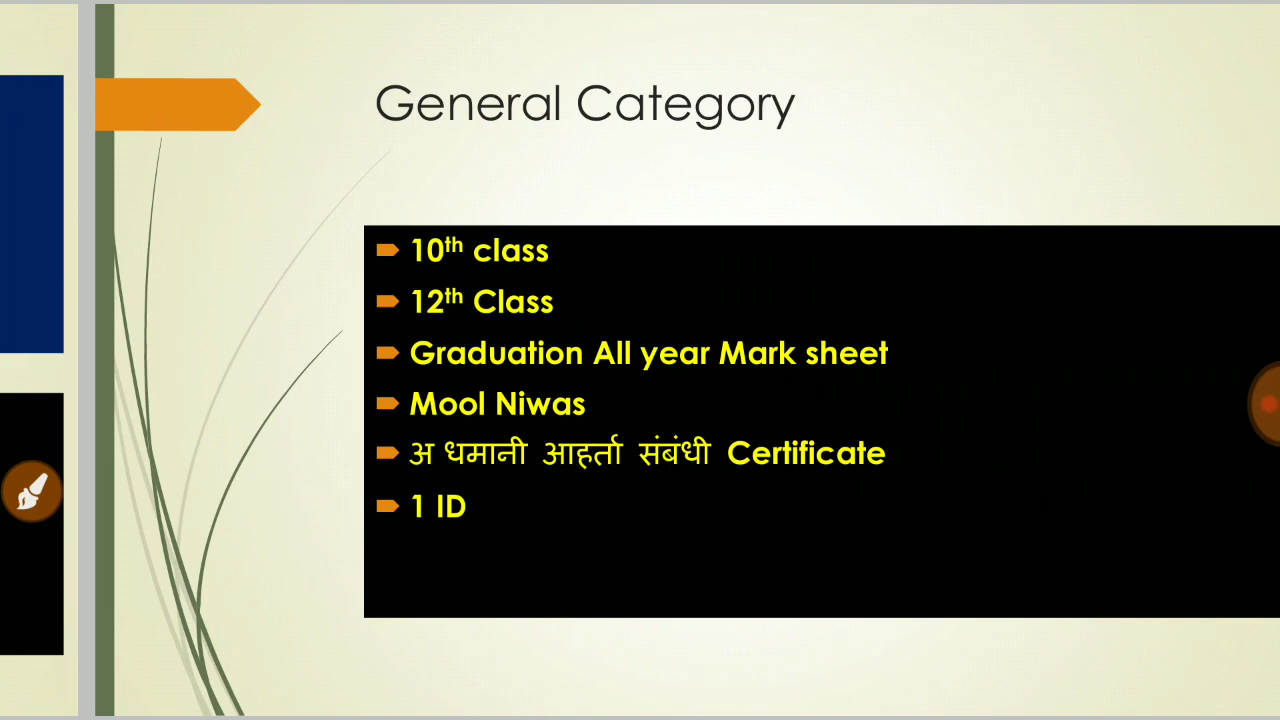 General Category
10th class
12th Class
Graduation All year Mark sheet
Mool Niwas
अ धमानी आहर्ता संबंधी Certificate
1 ID